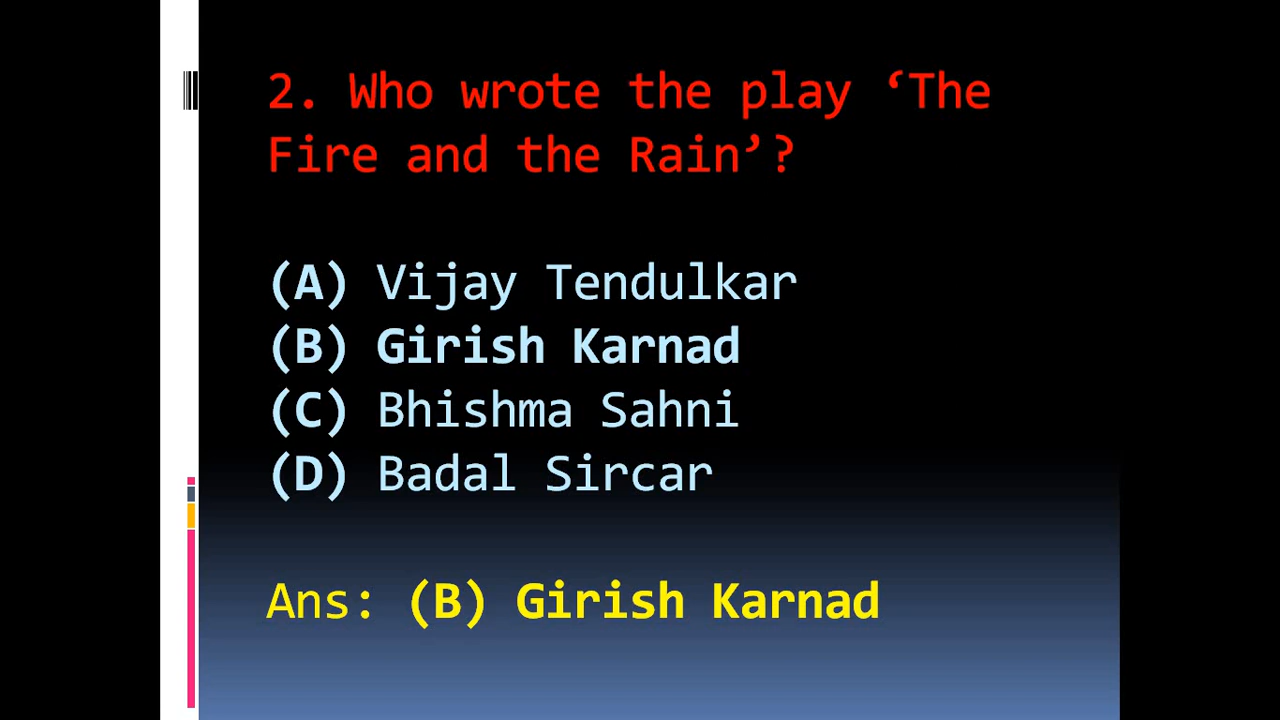 2. Who wrote the play ‘The
Fire and the Rain’?
(A) Vijay Tendulkar
(B) Girish Karnad
(C) Bhishma Sahni
(D) Badal Sircar
Ans: (B) Girish Karnad